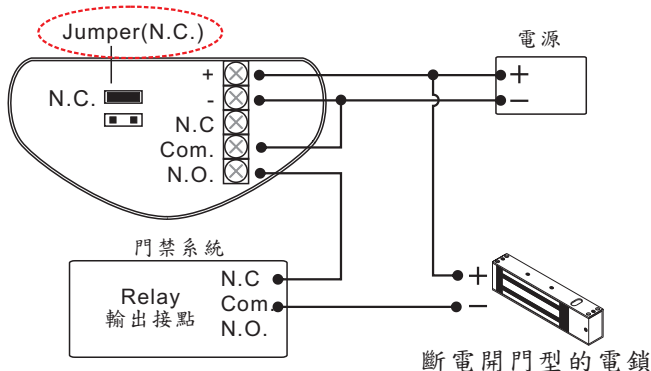 Jumper(N.C.)
N.C.
+
-
N.C
Com.
N.O.
電源
+
−
門禁系統
Relay
輸出接點
N.C
Com.
N.O.
+
−
斷電開門型的電鎖